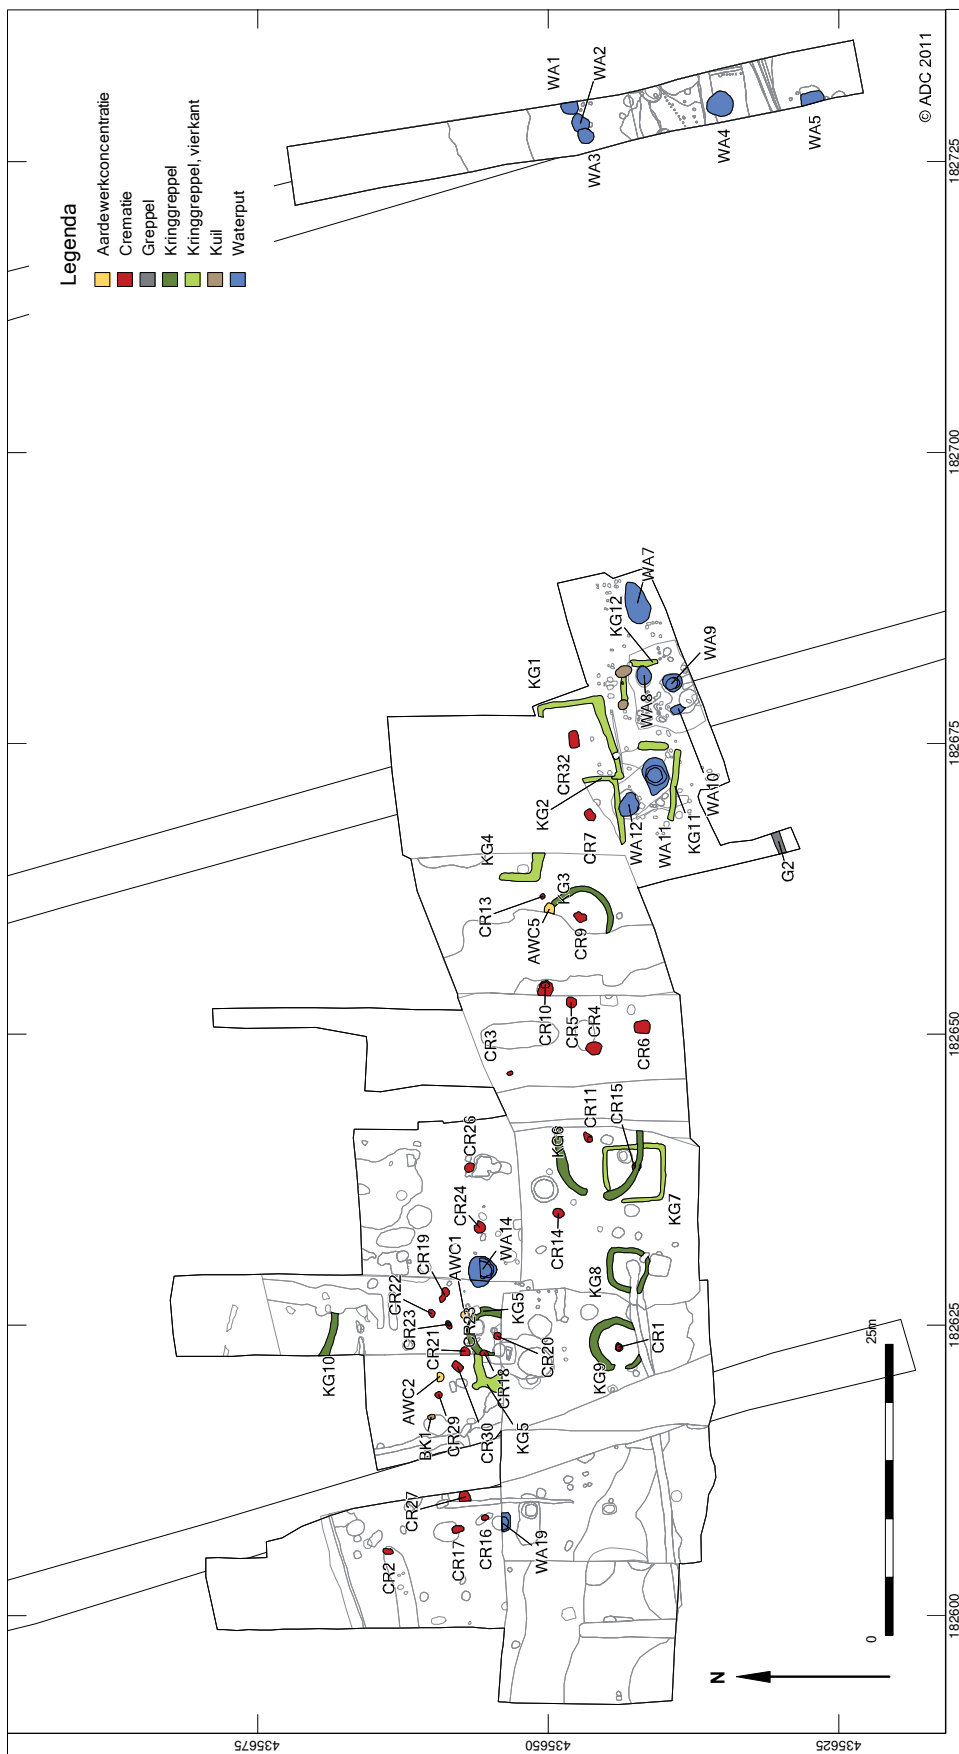 Legenda
Aardewerkconcentratie
Crematie
Greppel
Kringgreppel
Kringgreppel, vierkant
Kuil
Waterput
© ADC 2011
WA1
WA2
WA3
WA4
WA5
WA7
KG12
WA9
WA8
WA10
KG1
CR32
KG2
CR7
WA12
WA11
KG11
G2
KG4
CR13
KG3
AWC5
CR9
CR10
CR3
CR5
CR4
CR6
CR11
CR15
KG6
KG7
CR26
CR24
CR14
AWC1
WA14
KG8
CR19
CR22
CR23
CR21
CR25
KG5
CR20
CR18
KG5
KG9
CR1
KG10
AWC2
BK1
CR29
CR30
CR27
CR2
CR17
CR16
WA19
N
0
25m
182600
182625
182650
182675
182700
182725
435675
435650
435625